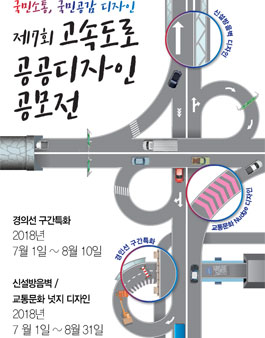 국민소통, 국민공감 디자인
제7회 고속도로
공공디자인
공모전
신설방음벽 디자인
교통문화 Nudge 디자인
경의선 구간특화
경의선 구간특화
2018년
7월 1일 ~ 8월 10일
신설방음벽 /
교통문화 넛지 디자인
2018년
7 월 1일 ~ 8월 31일